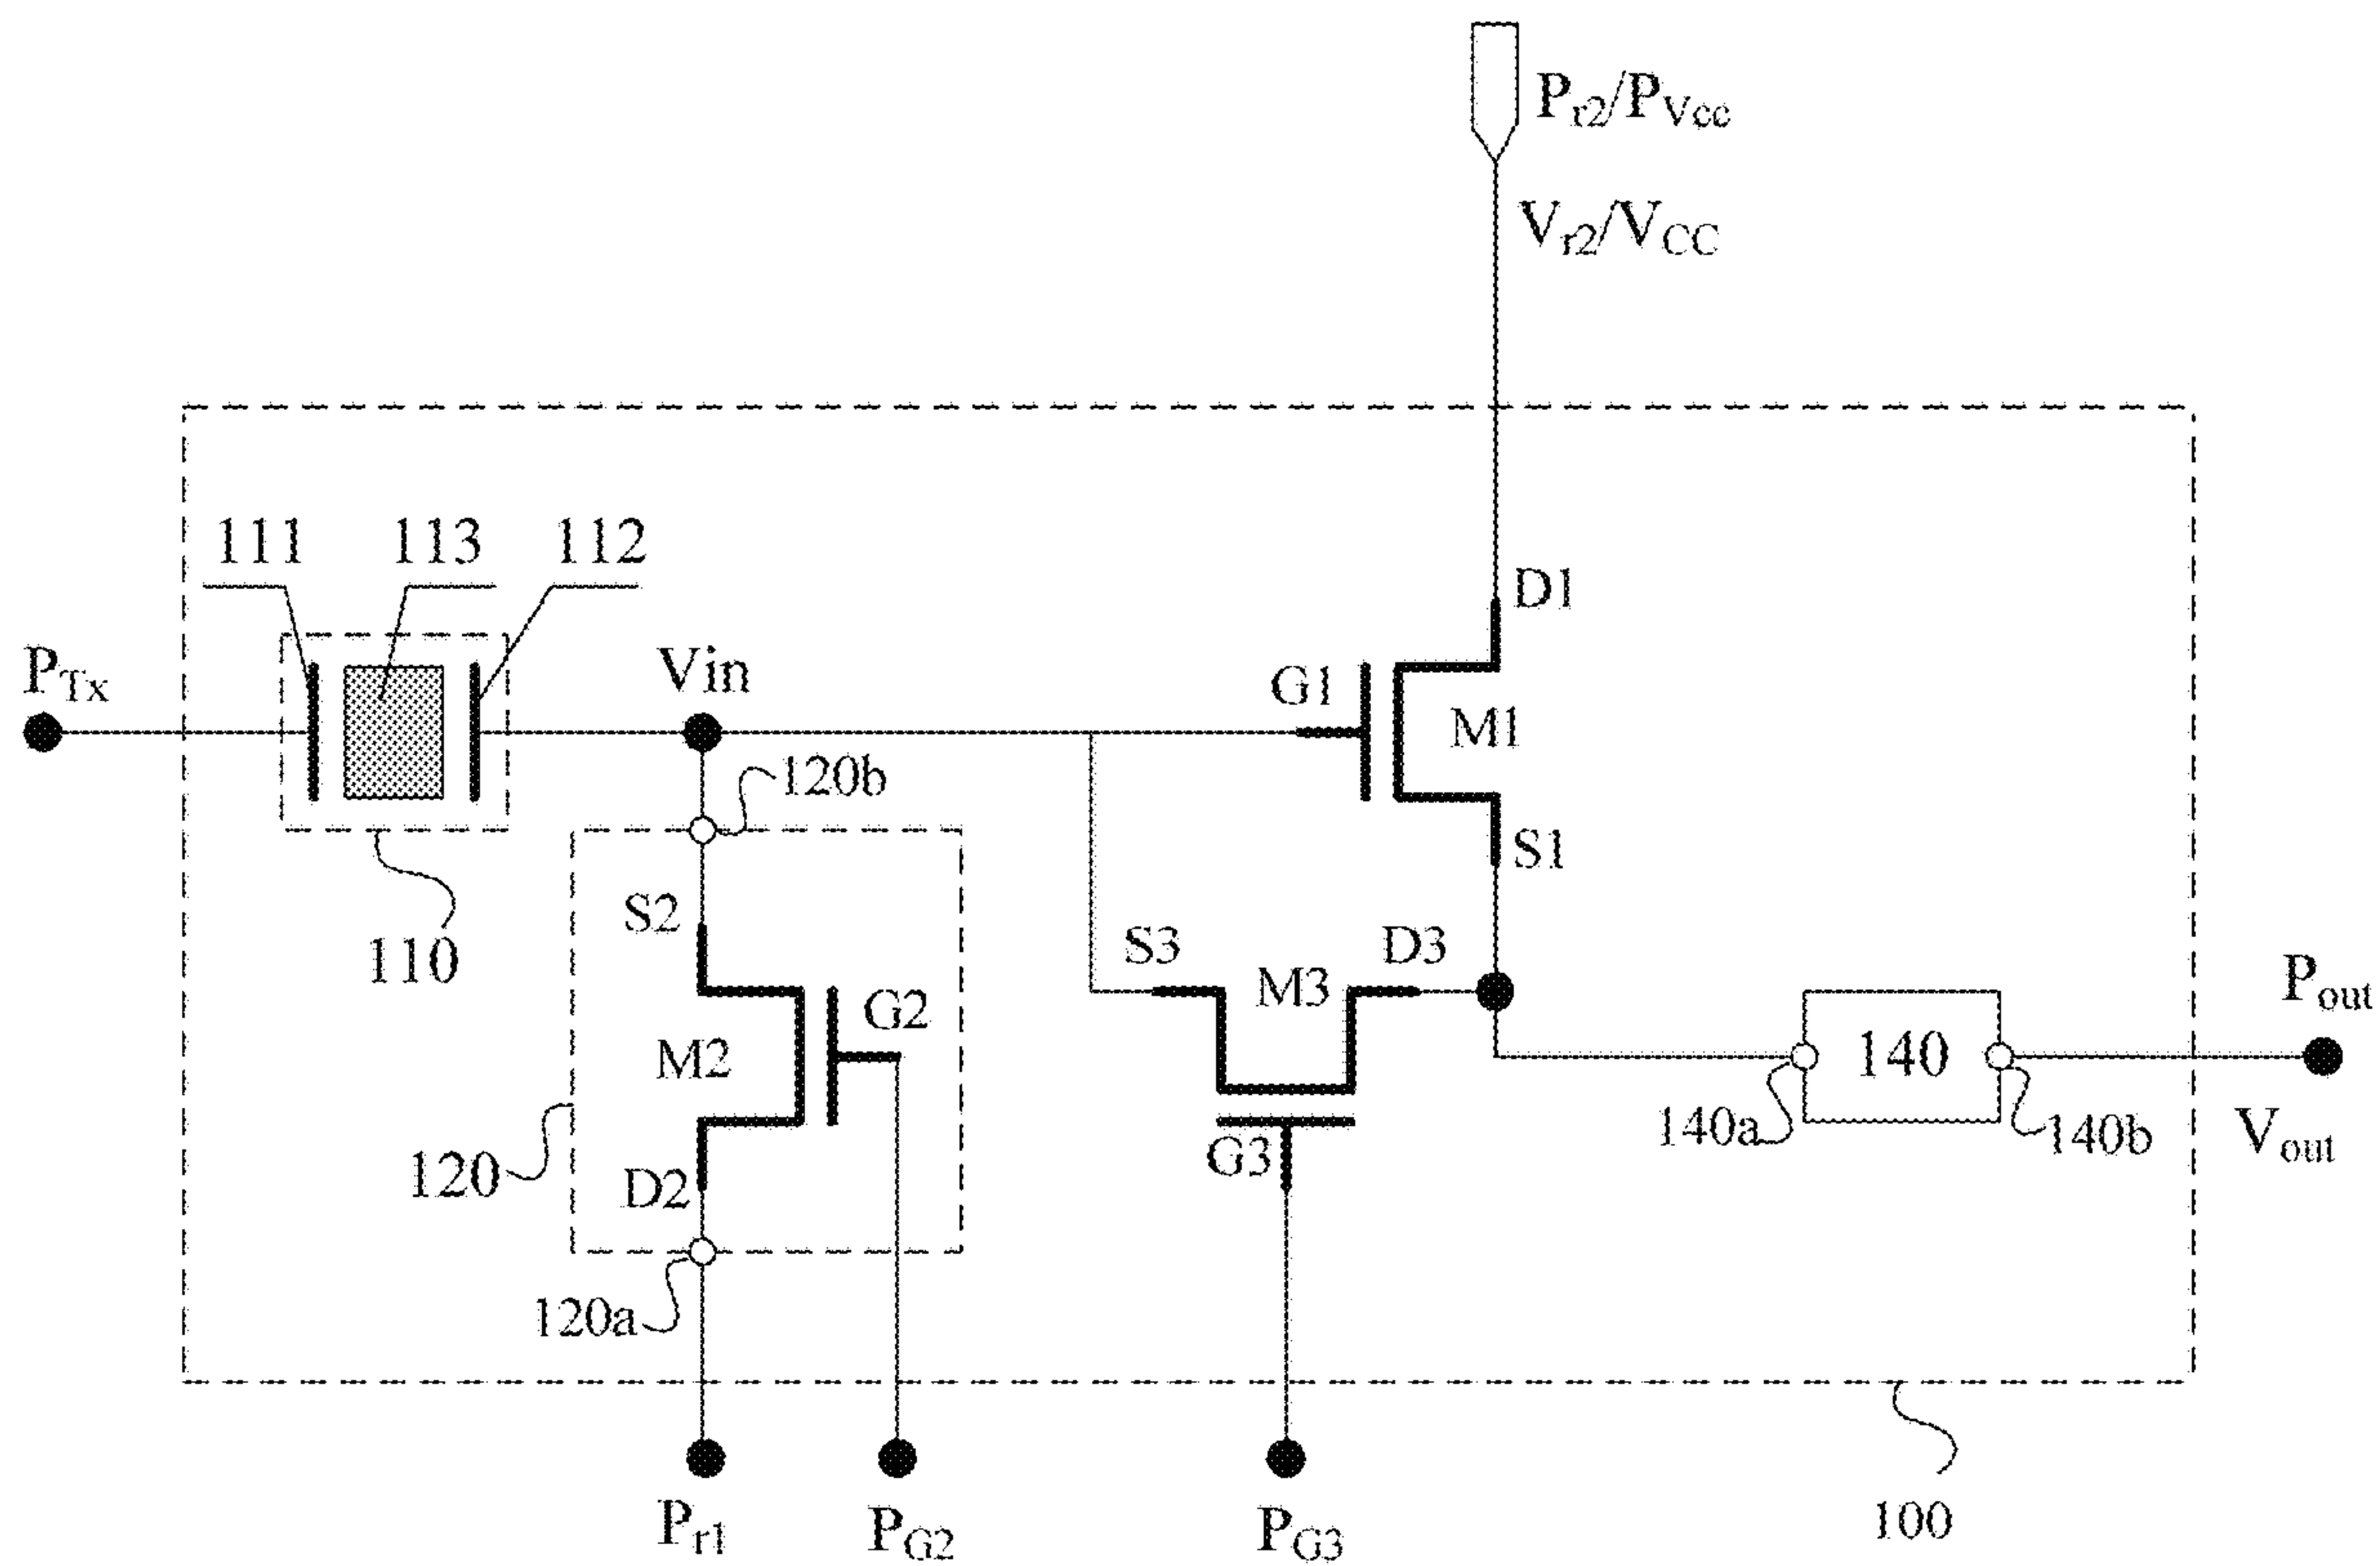 Pr2/PVcc
Vr2/VCC
111
113
112
D1
PTx
Vin
G1
M1
120b
S1
S2
110
S3
D3
M3
G2
Pout
M2
140
140a
140b
Vout
G3
120
D2
120a
Pr1
PG2
PG3
100